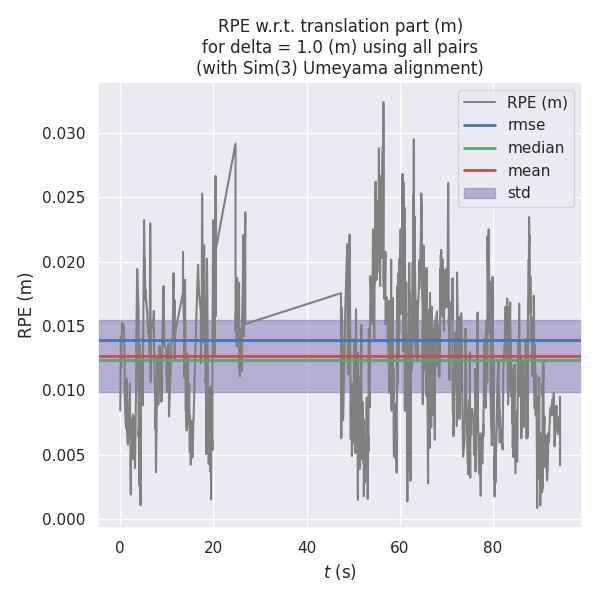 RPE w.r.t. translation part (m)
for delta = 1.0 (m) using all pairs
(with Sim(3) Umeyama alignment)
RPE (m)
rmse
median
mean
std
0.030
0.025
0.020
0.015
0.010
0.005
0.000
RPE (m)
0
20
40
60
80
t (s)